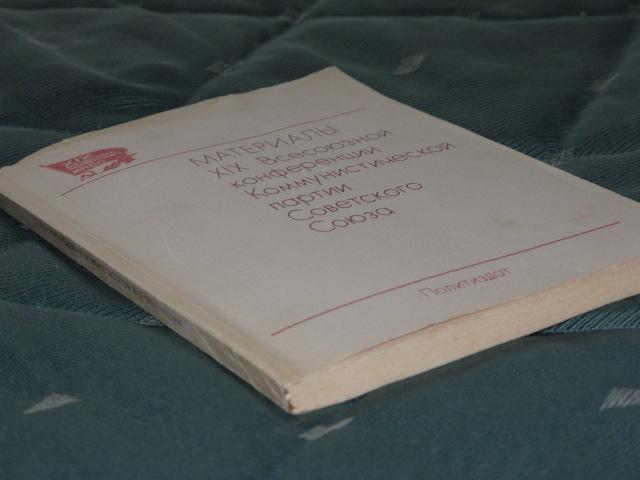 МАТЕРИАЛЫ
XIX Всесоюзной
конференции
Коммунистической
партии
Советского
Союза
Политиздат